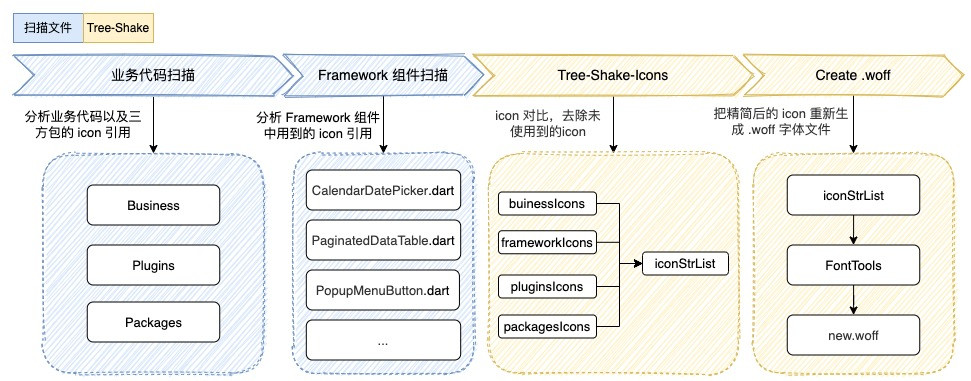 扫描文件
Tree-Shake
业务代码扫描
Framework 组件扫描
Tree-Shake-Icons
Create .woff
分析业务代码以及三
方包的 icon 引用
分析 Framework 组件
中用到的 icon 引用
icon 对比，去除未
使用到的icon
把精简后的 icon 重新生
成 .woff 字体文件
Business
Plugins
Packages
CalendarDatePicker.dart
PaginatedDataTable.dart
PopupMenuButton.dart
...
buinessIcons
frameworkIcons
pluginsIcons
packagesIcons
iconStrList
iconStrList
FontTools
new.woff